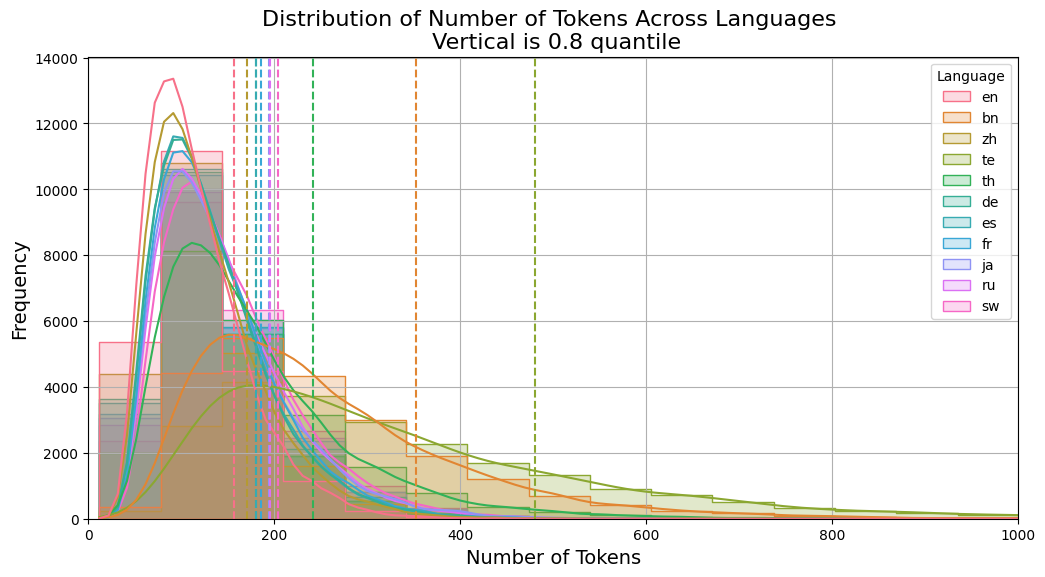 Distribution of Number of Tokens Across Languages
Vertical is 0.8 quantile
Frequency
14000
12000
10000
8000
6000
4000
2000
0
0 200 400 600 800 1000
Number of Tokens
Language
en
bn
zh
te
th
de
es
fr
ja
ru
sw